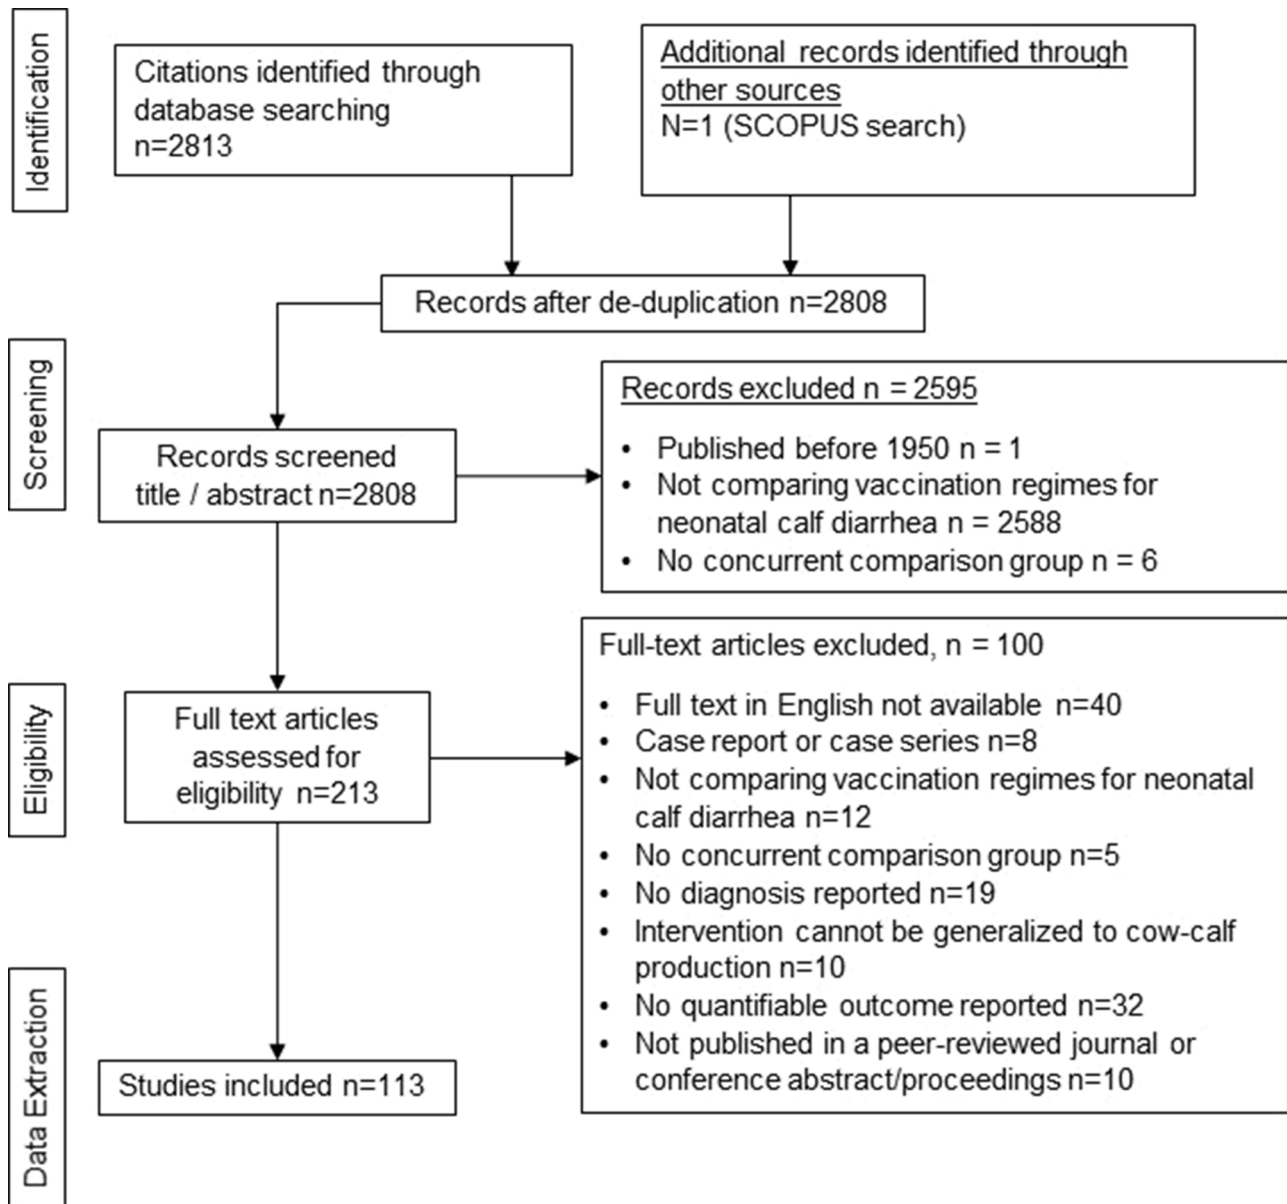 Identification
Citations identified through
database searching
n=2813
Additional records identified through
other sources
N=1 (SCOPUS search)
Records after de-duplication n=2808
Screening
Records screened
title / abstract n=2808
Records excluded n = 2595
• Published before 1950 n = 1
• Not comparing vaccination regimes for
neonatal calf diarrhea n = 2588
• No concurrent comparison group n = 6
Eligibility
Full text articles
assessed for
eligibility n=213
Full-text articles excluded, n = 100
• Full text in English not available n=40
• Case report or case series n=8
• Not comparing vaccination regimes for neonatal
calf diarrhea n=12
• No concurrent comparison group n=5
• No diagnosis reported n=19
• Intervention cannot be generalized to cow-calf
production n=10
• No quantifiable outcome reported n=32
• Not published in a peer-reviewed journal or
conference abstract/proceedings n=10
Data Extraction
Studies included n=113